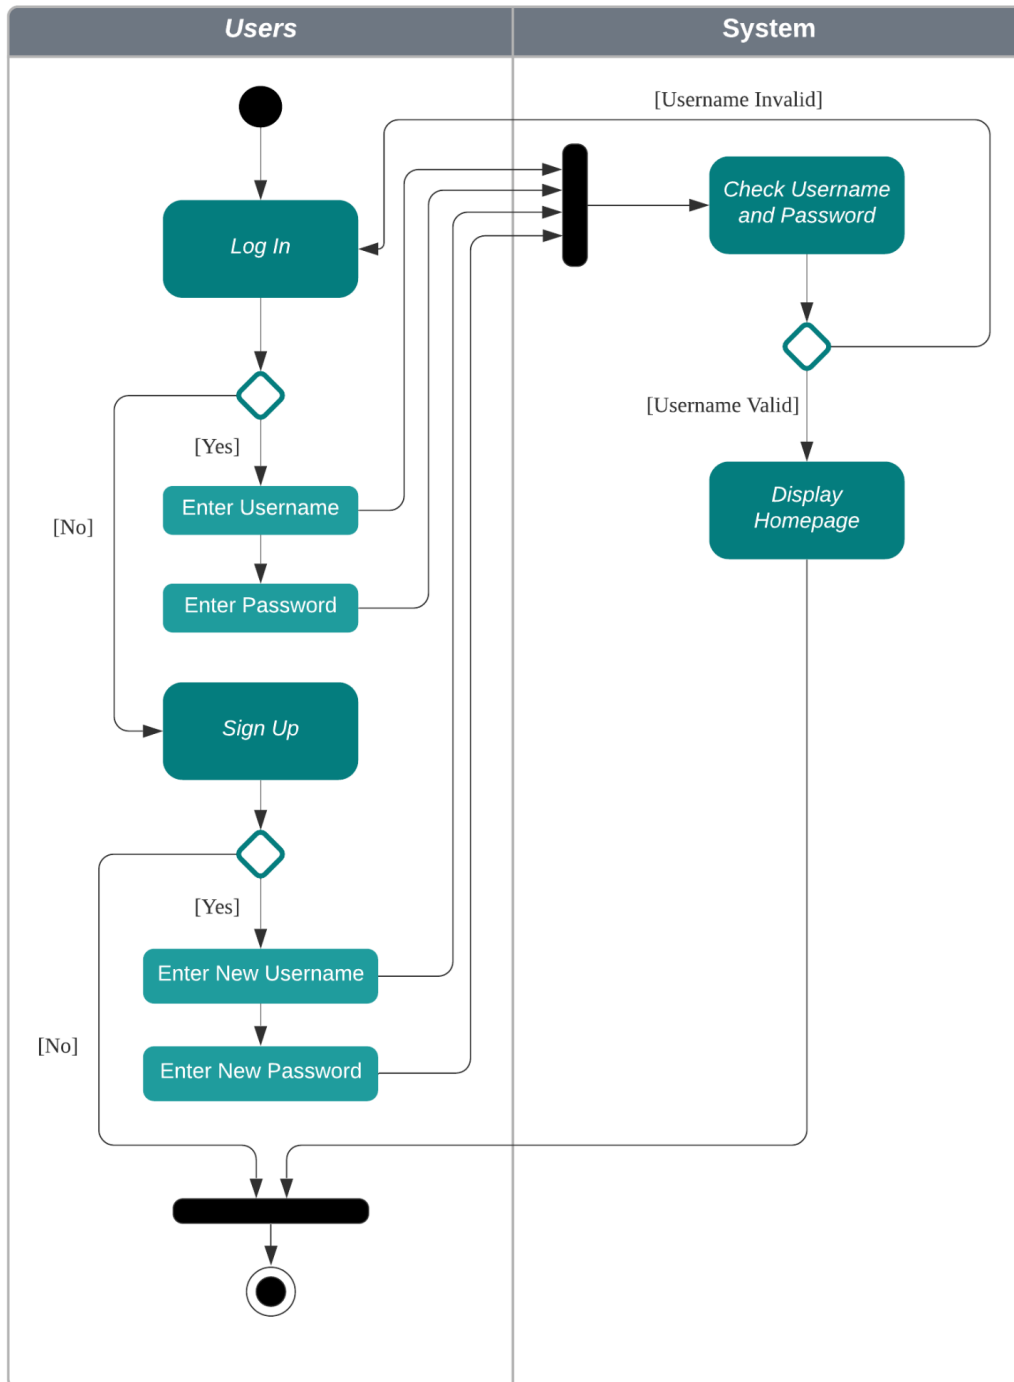 Users
System
[Username Invalid]
Check Username
and Password
Log In
[Username Valid]
[Yes]
Display
Homepage
Enter Username
[No]
Enter Password
Sign Up
[Yes]
Enter New Username
[No]
Enter New Password